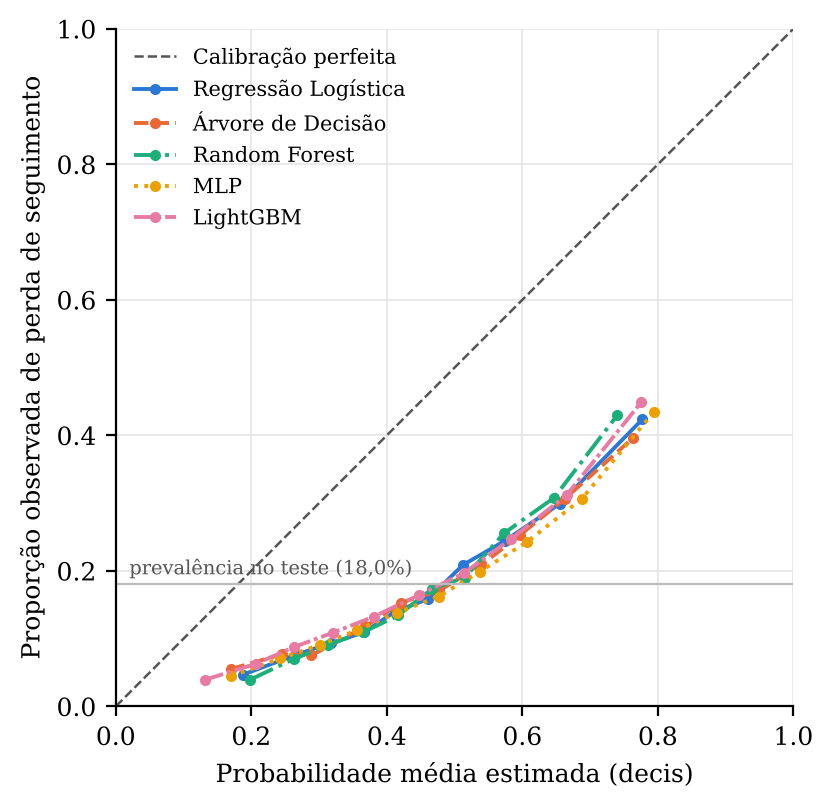 Proporção observada de perda de seguimento
1.0
0.8
0.6
0.4
0.2
0.0
Calibração perfeita
Regressão Logística
Árvore de Decisão
Random Forest
MLP
LightGBM
prevalência no teste (18,0%)
0.0 0.2 0.4 0.6 0.8 1.0
Probabilidade média estimada (decis)